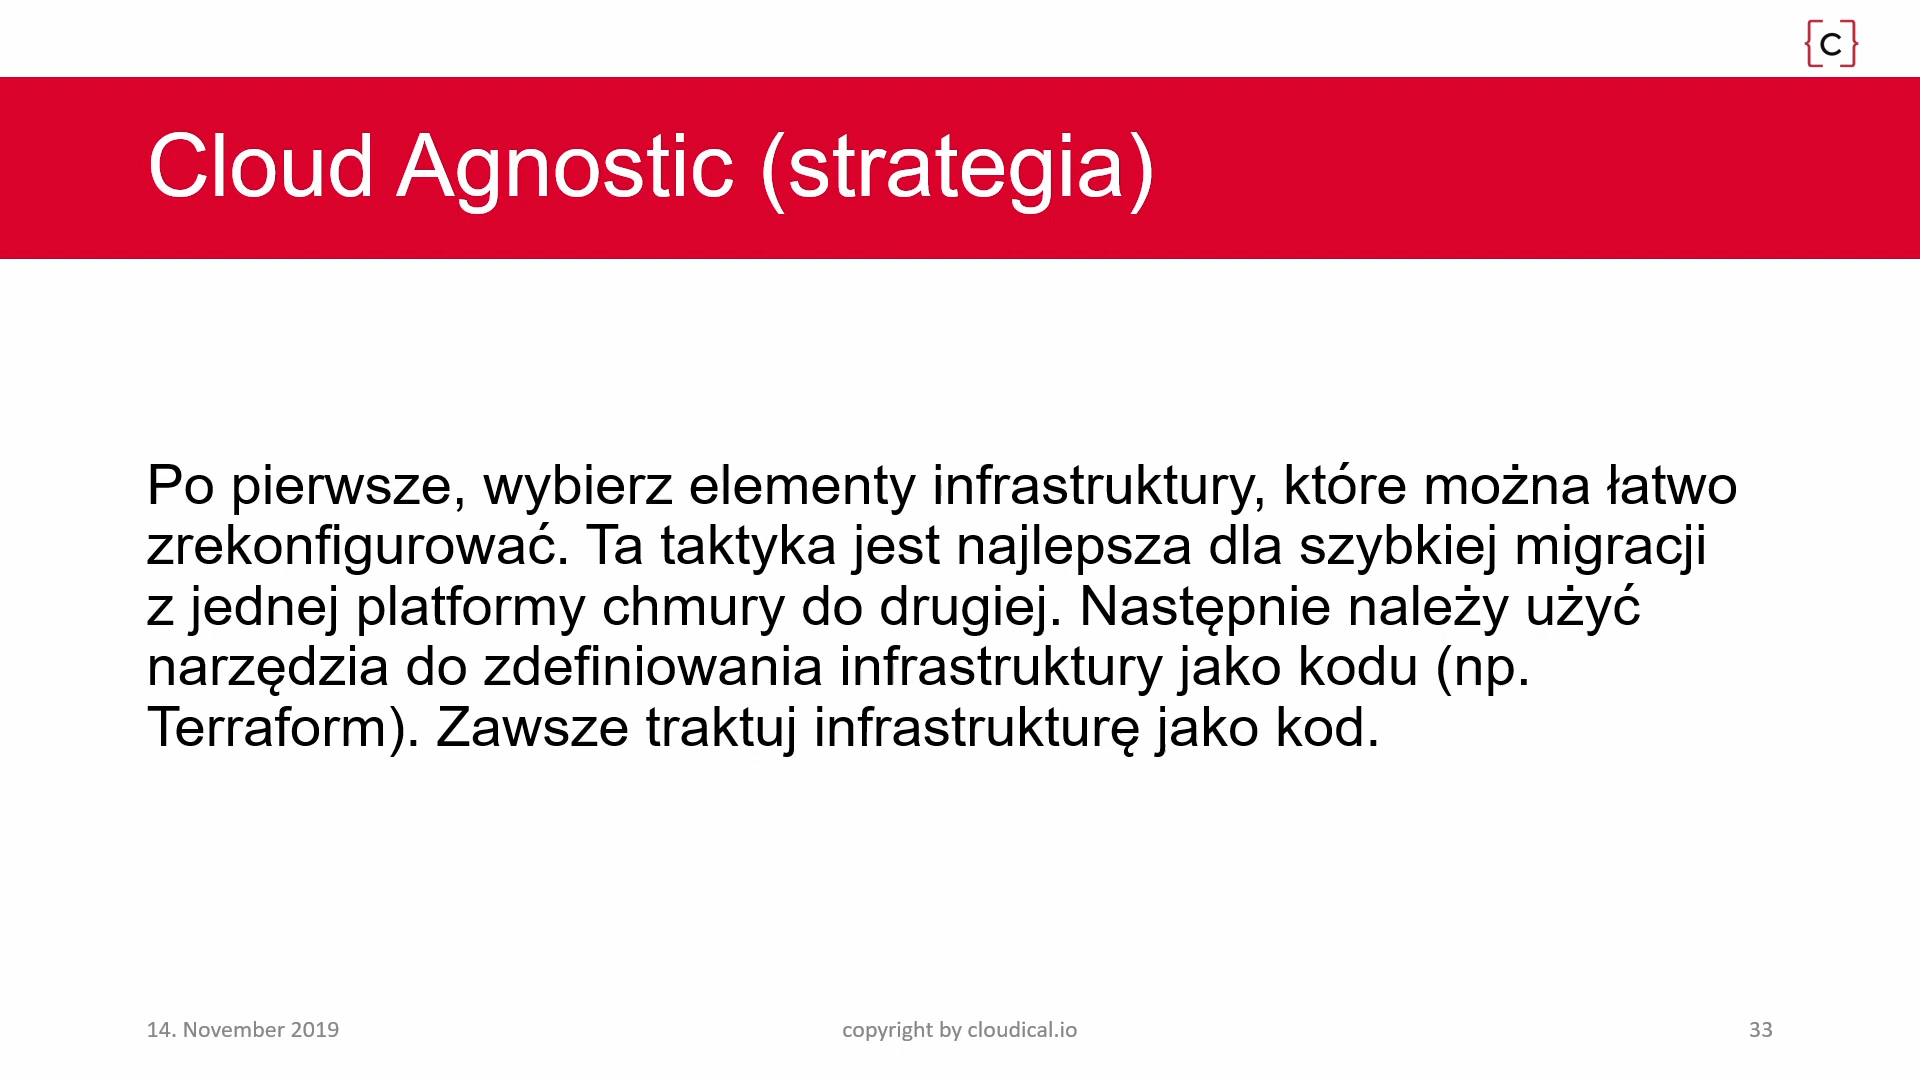 {c}
Cloud Agnostic (strategia)
Po pierwsze, wybierz elementy infrastruktury, które można łatwo
zrekonfigurować. Ta taktyka jest najlepsza dla szybkiej migracji
z jednej platformy chmury do drugiej. Następnie należy użyć
narzędzia do zdefiniowania infrastruktury jako kodu (np.
Terraform). Zawsze traktuj infrastrukturę jako kod.
14. November 2019
copyright by cloudical.io
33